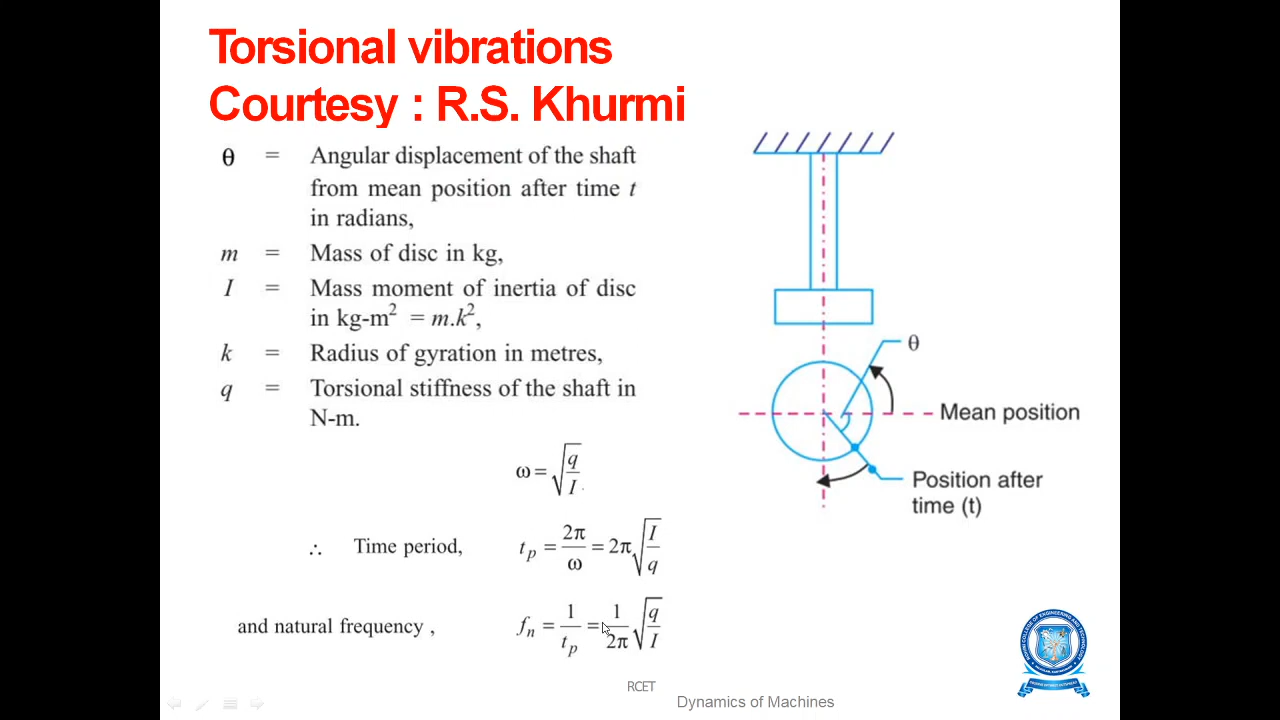 Torsional vibrations
Courtesy : R.S. Khurmi
θ = Angular displacement of the shaft
from mean position after time t
in radians,
m = Mass of disc in kg,
I = Mass moment of inertia of disc
in kg-m² = m.k²,
k = Radius of gyration in metres,
q = Torsional stiffness of the shaft in
N-m.
ω = √(q/I)
∴ Time period, tₚ = 2π/ω = 2π√(I/q)
and natural frequency , fₙ = 1/tₚ = 1/2π √(q/I)
θ
Mean position
Position after
time (t)
RCET
Dynamics of Machines